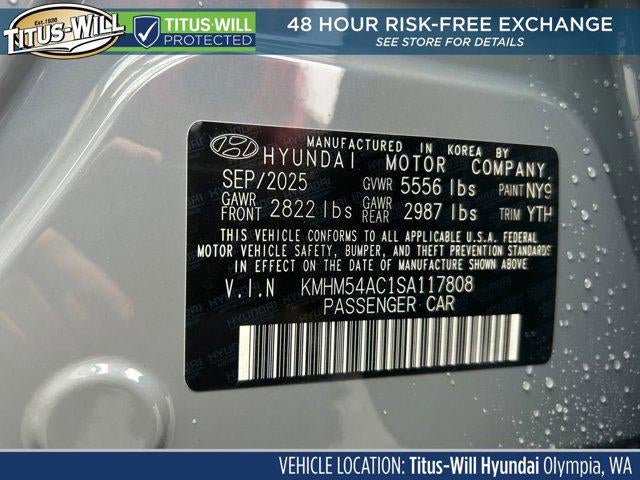 Est. 1938
TITUS-WILL
TITUS-WILL
PROTECTED
48 HOUR RISK-FREE EXCHANGE
SEE STORE FOR DETAILS
MANUFACTURED IN KOREA BY
HYUNDAI MOTOR COMPANY.
SEP/2025 GVWR 5556 lbs PAINT NY9
GAWR FRONT 2822 lbs GAWR REAR 2987 lbs TRIM YTH
THIS VEHICLE CONFORMS TO ALL APPLICABLE U.S.A. FEDERAL
MOTOR VEHICLE SAFETY, BUMPER, AND THEFT PREVENTION STANDARDS
IN EFFECT ON THE DATE OF MANUFACTURE SHOWN ABOVE.
V.I.N KMHM54AC1SA117808
PASSENGER CAR
VEHICLE LOCATION: Titus-Will Hyundai Olympia, WA